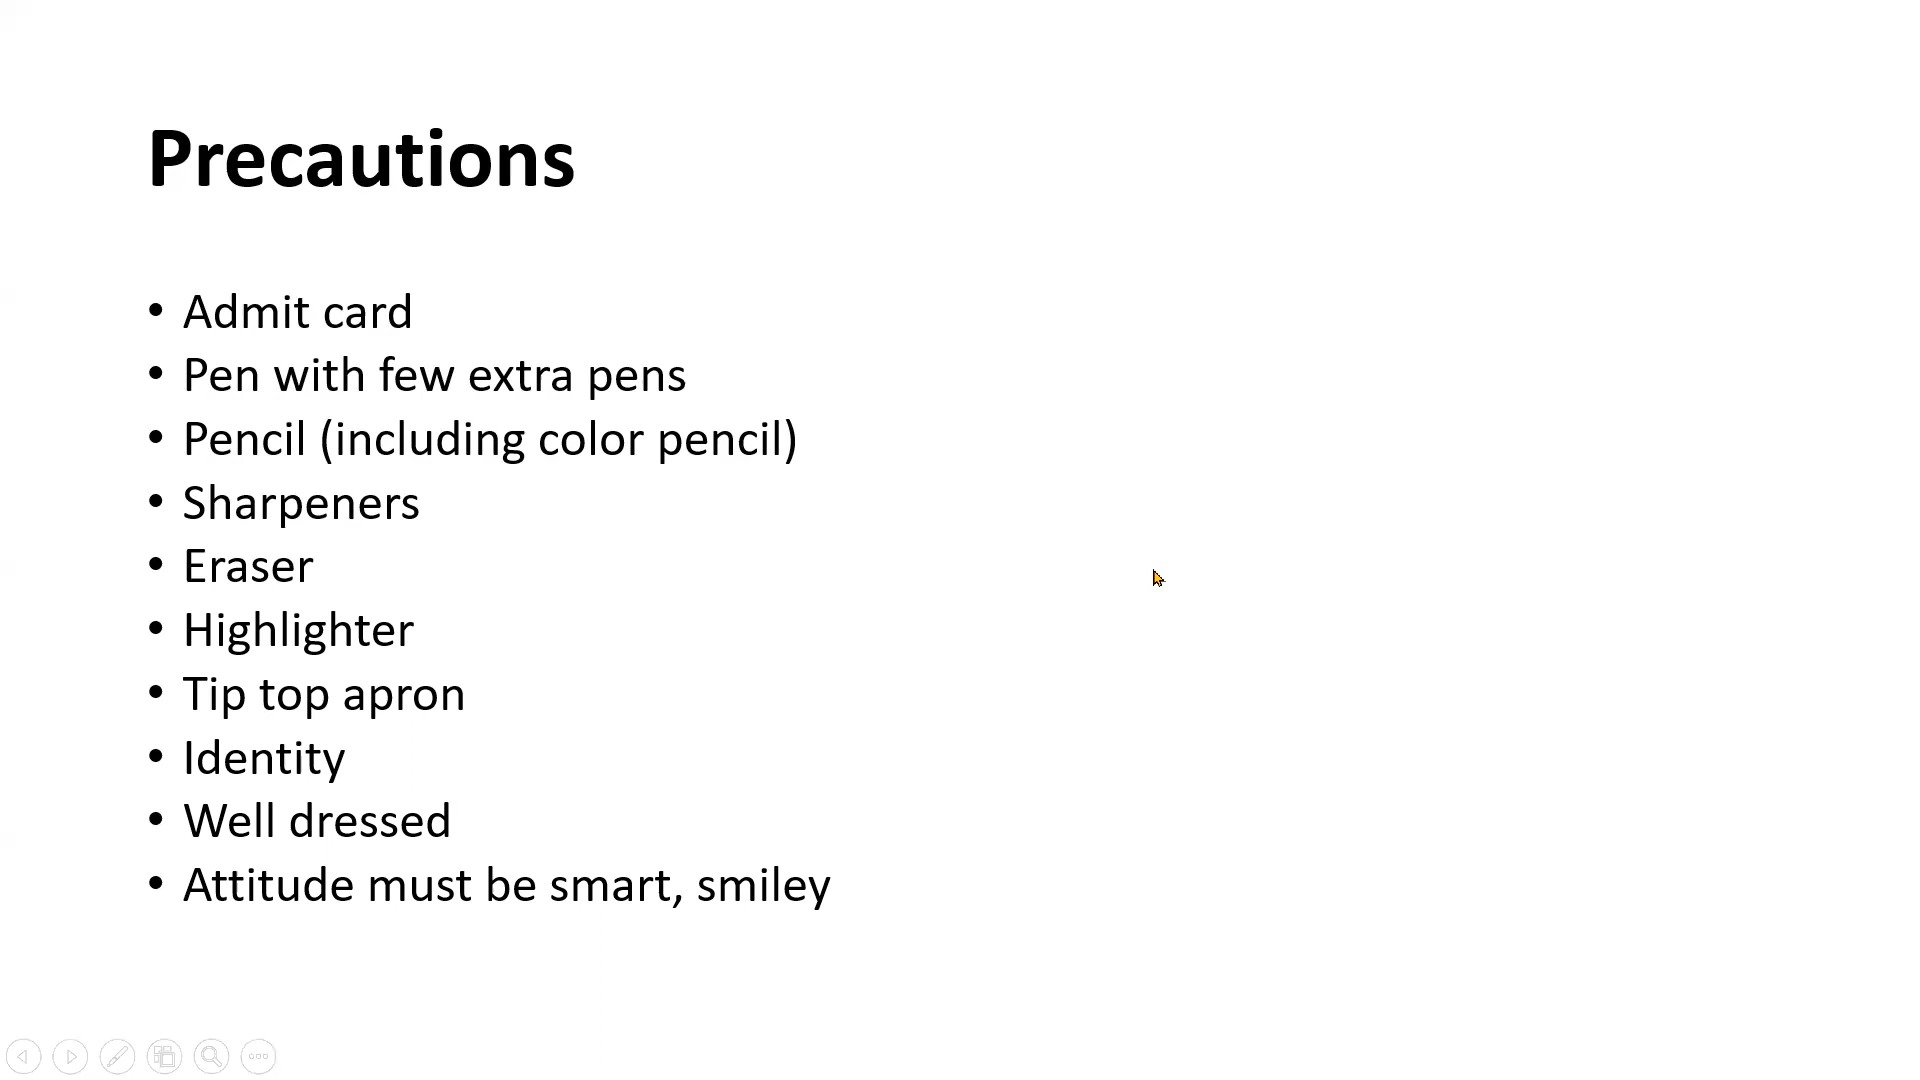 Precautions
• Admit card
• Pen with few extra pens
• Pencil (including color pencil)
• Sharpeners
• Eraser
• Highlighter
• Tip top apron
• Identity
• Well dressed
• Attitude must be smart, smiley